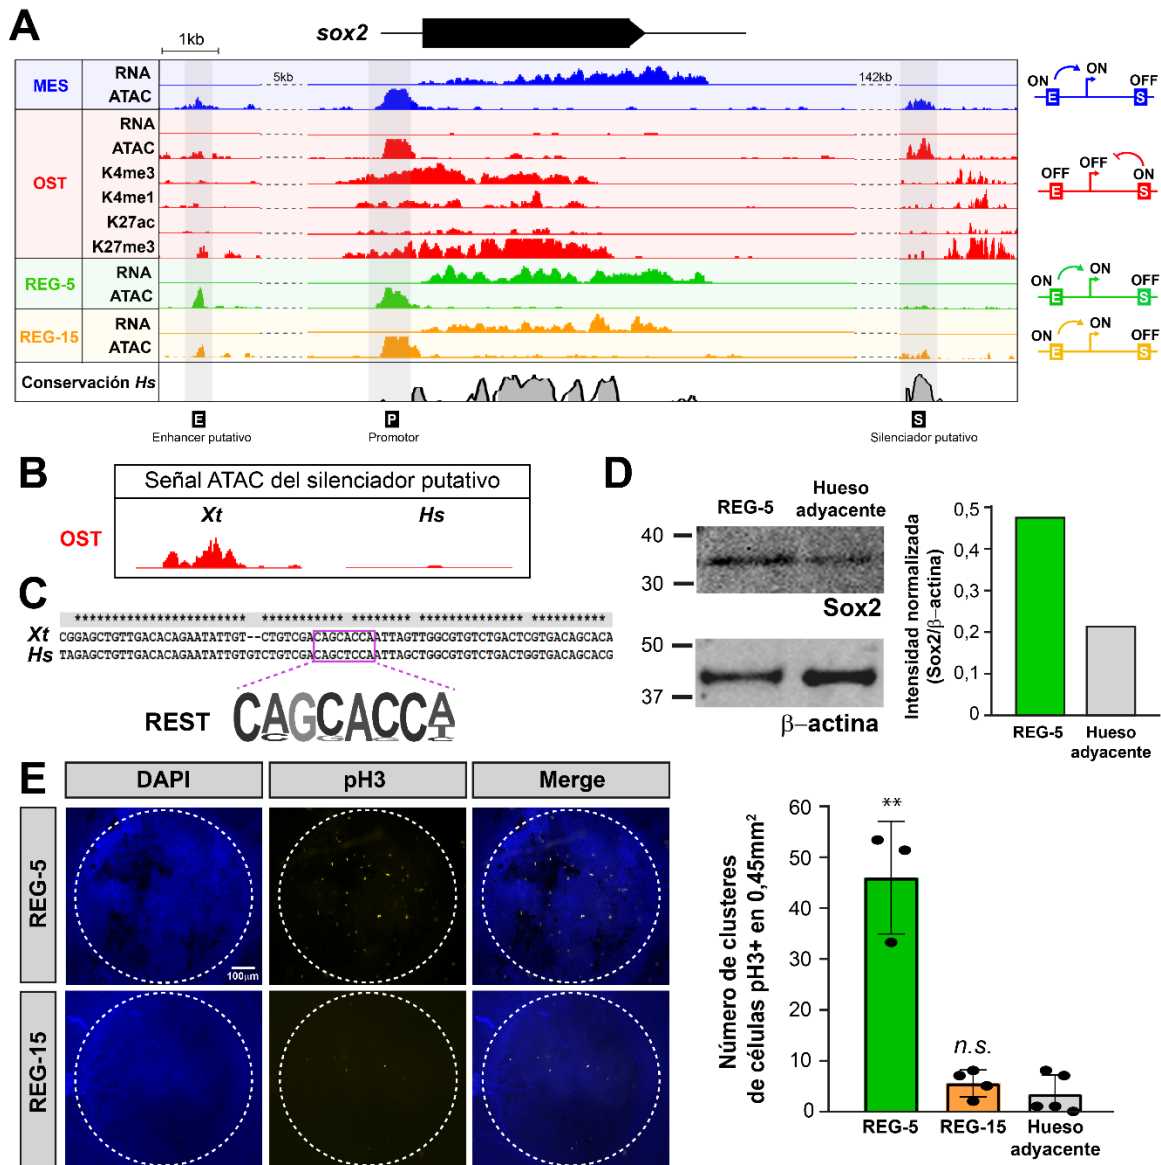 A
1kb
sox2
MES
RNA
ATAC
5kb
142kb
ON
ON
OFF
E
S
OST
RNA
ATAC
K4me3
K4me1
K27ac
K27me3
OFF
OFF
ON
E
S
REG-5
RNA
ATAC
ON
ON
OFF
E
S
REG-15
RNA
ATAC
ON
ON
OFF
E
S
Conservación Hs
E
Enhancer putativo
P
Promotor
S
Silenciador putativo
B
Señal ATAC del silenciador putativo
Xt
Hs
OST
C
*********************** *********** ******** ************** **********
Xt CGGAGCTGTTGACACAGAATATTGT--CTGTCGACAGCACCAATTAGTTGGCGTGTCTGACTCGTGACAGCACA
Hs TAGAGCTGTTGACACAGAATATTGTGTCTGTCGACAGCTCCAATTAGCTGGCGTGTCTGACTGGTGACAGCACG
REST CAGCACCA
D
REG-5
Hueso adyacente
40
30
Sox2
50
37
β–actina
Intensidad normalizada
(Sox2/β–actina)
0,5
0,4
0,2
0,1
0
REG-5
Hueso adyacente
E
DAPI
pH3
Merge
REG-5
100µm
REG-15
Número de clusteres
de células pH3+ en 0,45mm²
60
50
40
30
20
10
0
**
n.s.
REG-5
REG-15
Hueso adyacente